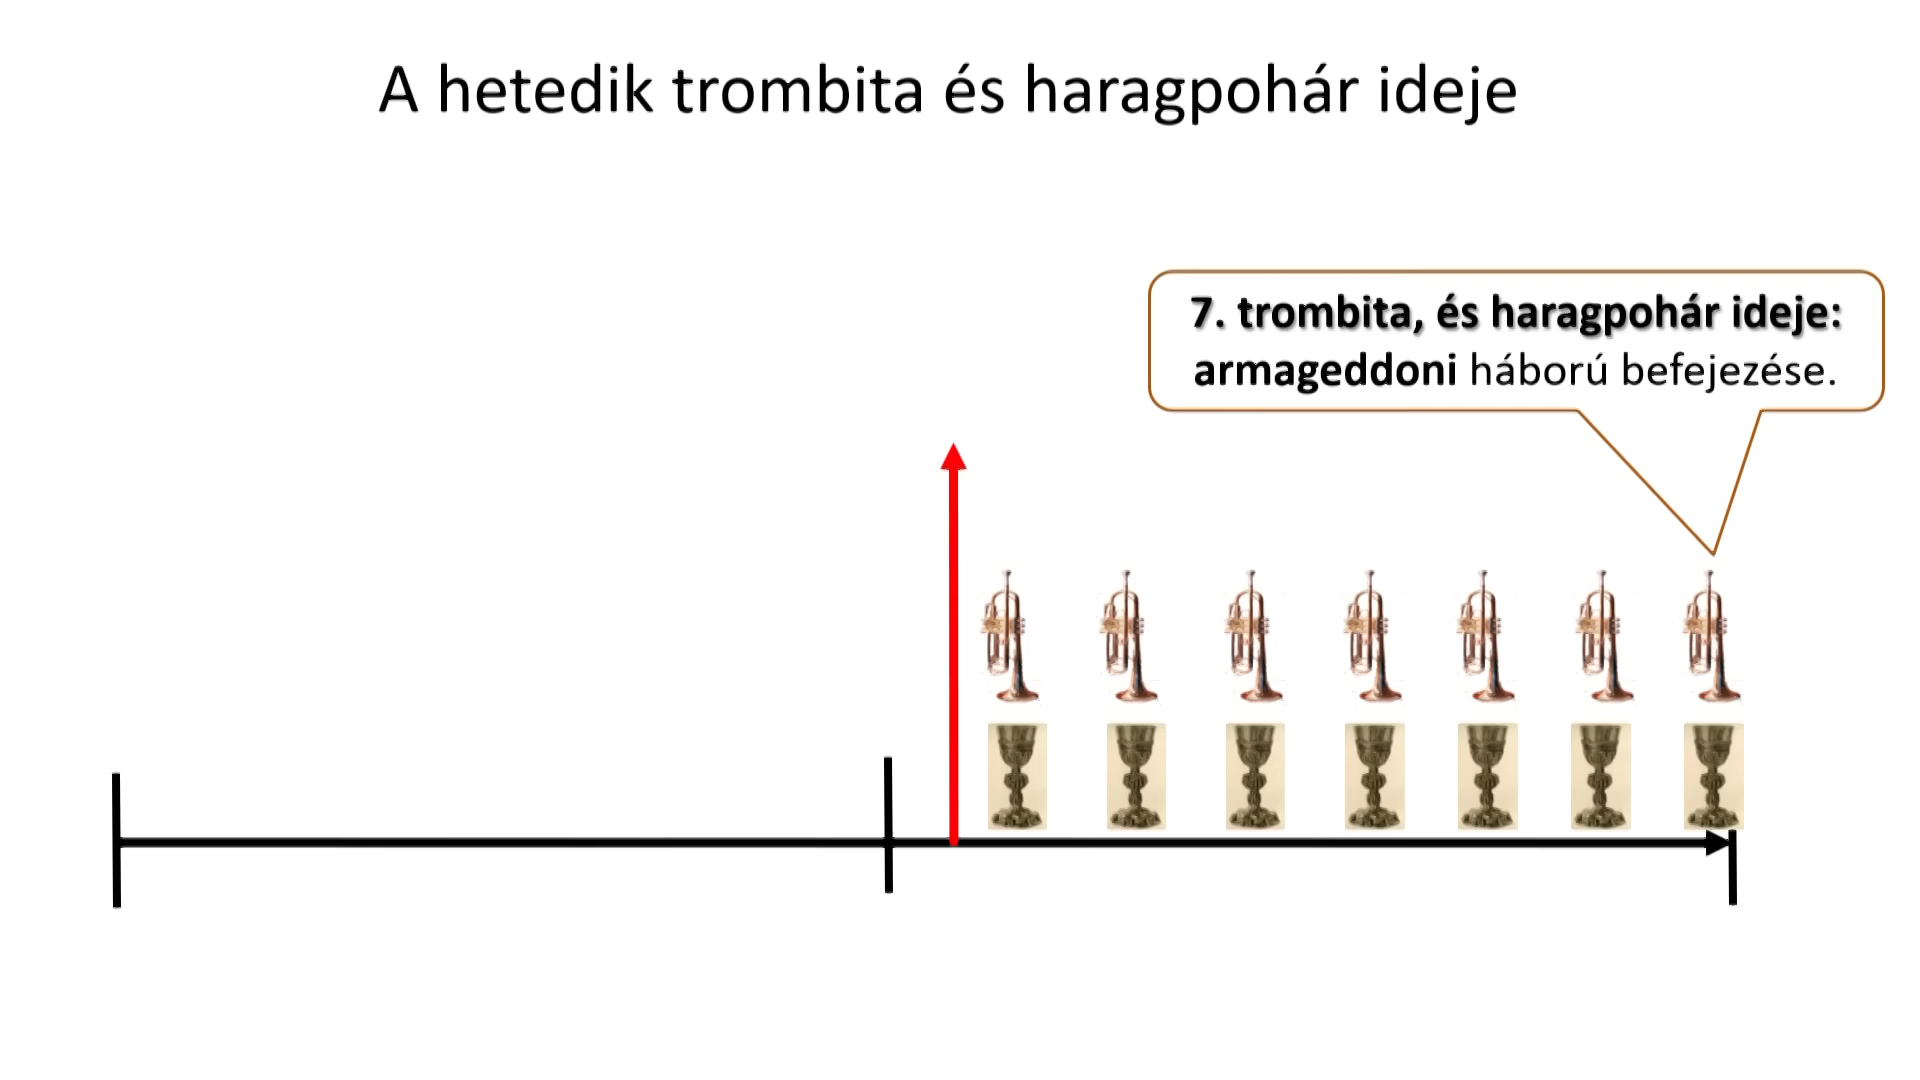 A hetedik trombita és haragpohár ideje
7. trombita, és haragpohár ideje:
armageddoni háború befejezése.